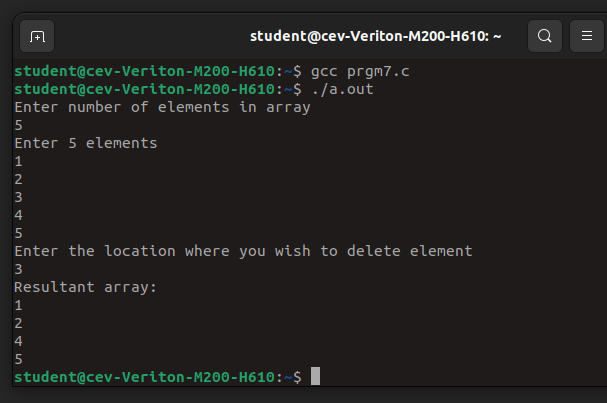 student@cev-Veriton-M200-H610: ~
student@cev-Veriton-M200-H610:~$ gcc prgm7.c
student@cev-Veriton-M200-H610:~$ ./a.out
Enter number of elements in array
5
Enter 5 elements
1
2
3
4
5
Enter the location where you wish to delete element
3
Resultant array:
1
2
4
5
student@cev-Veriton-M200-H610:~$